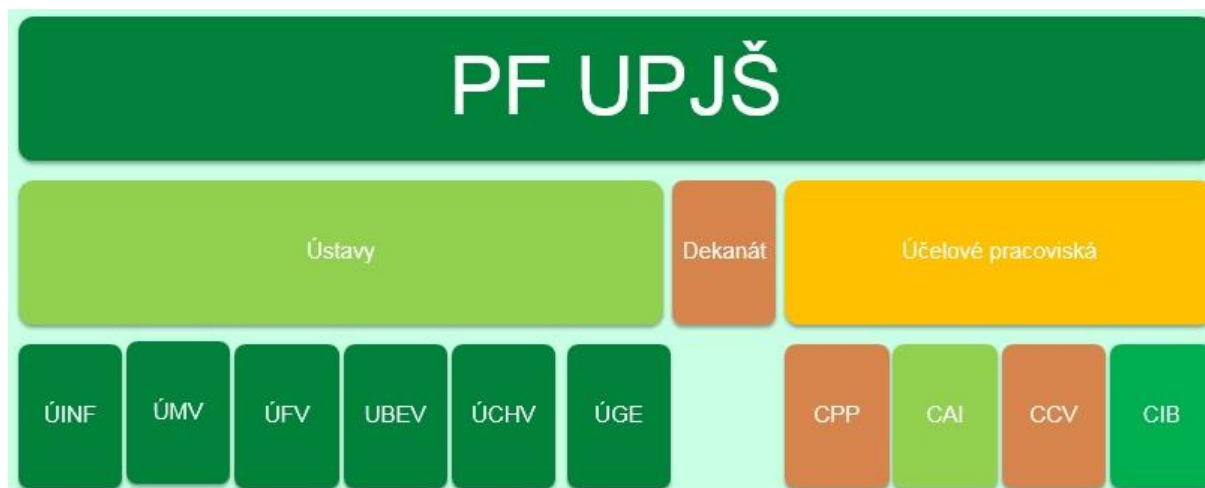 PF UPJŠ
Ústavy
Dekanát
Účelové pracoviská
ÚINF
ÚMV
ÚFV
UBEV
ÚCHV
ÚGE
CPP
CAI
CCV
CIB